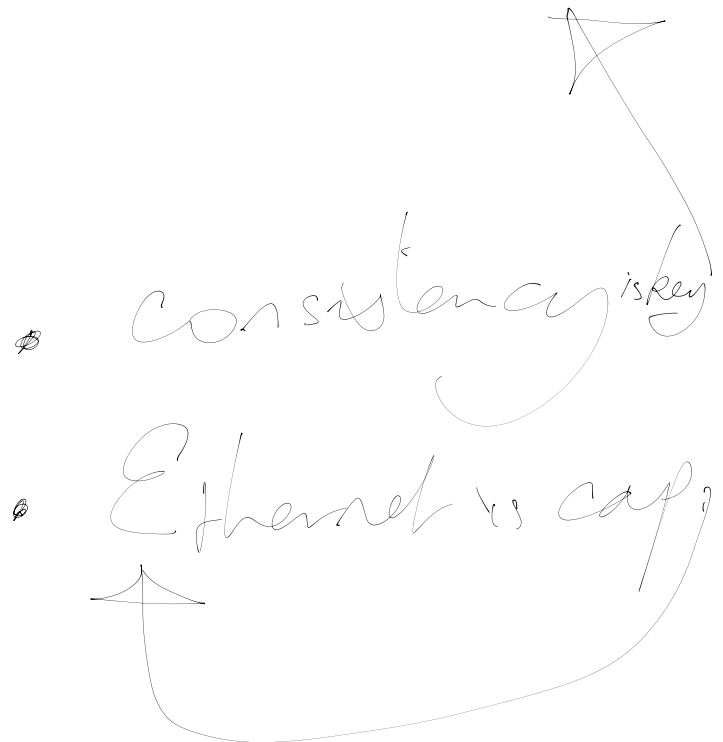 • consistency is key
• Ethernet is cap